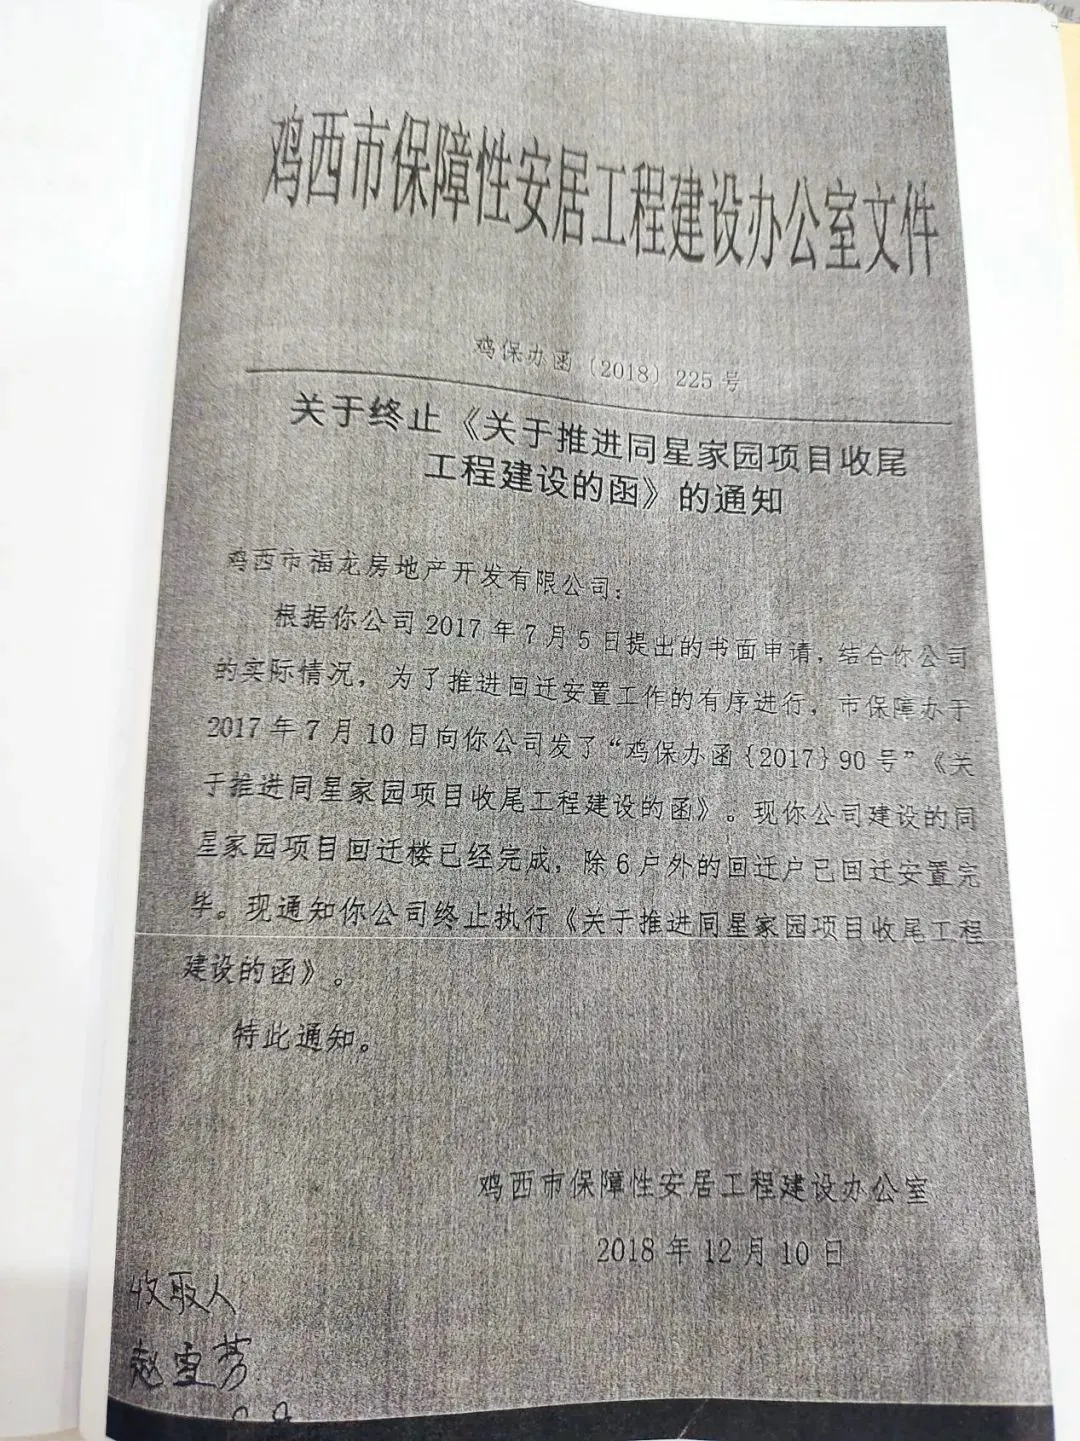 鸡西市保障性安居工程建设办公室文件
鸡保办函〔2018〕225号
关于终止《关于推进同星家园项目收尾
工程建设的函》的通知
鸡西市福龙房地产开发有限公司：
根据你公司2017年7月5日提出的书面申请，结合你公司
的实际情况，为了推进回迁安置工作的有序进行，市保障办于
2017年7月10日向你公司发了“鸡保办函{2017}90号”《关
于推进同星家园项目收尾工程建设的函》。现你公司建设的同
星家园项目回迁楼已经完成，除6户外的回迁户已回迁安置完
毕。现通知你公司终止执行《关于推进同星家园项目收尾工程
建设的函》。
特此通知。
鸡西市保障性安居工程建设办公室
2018年12月10日
收取人
赵雪芳